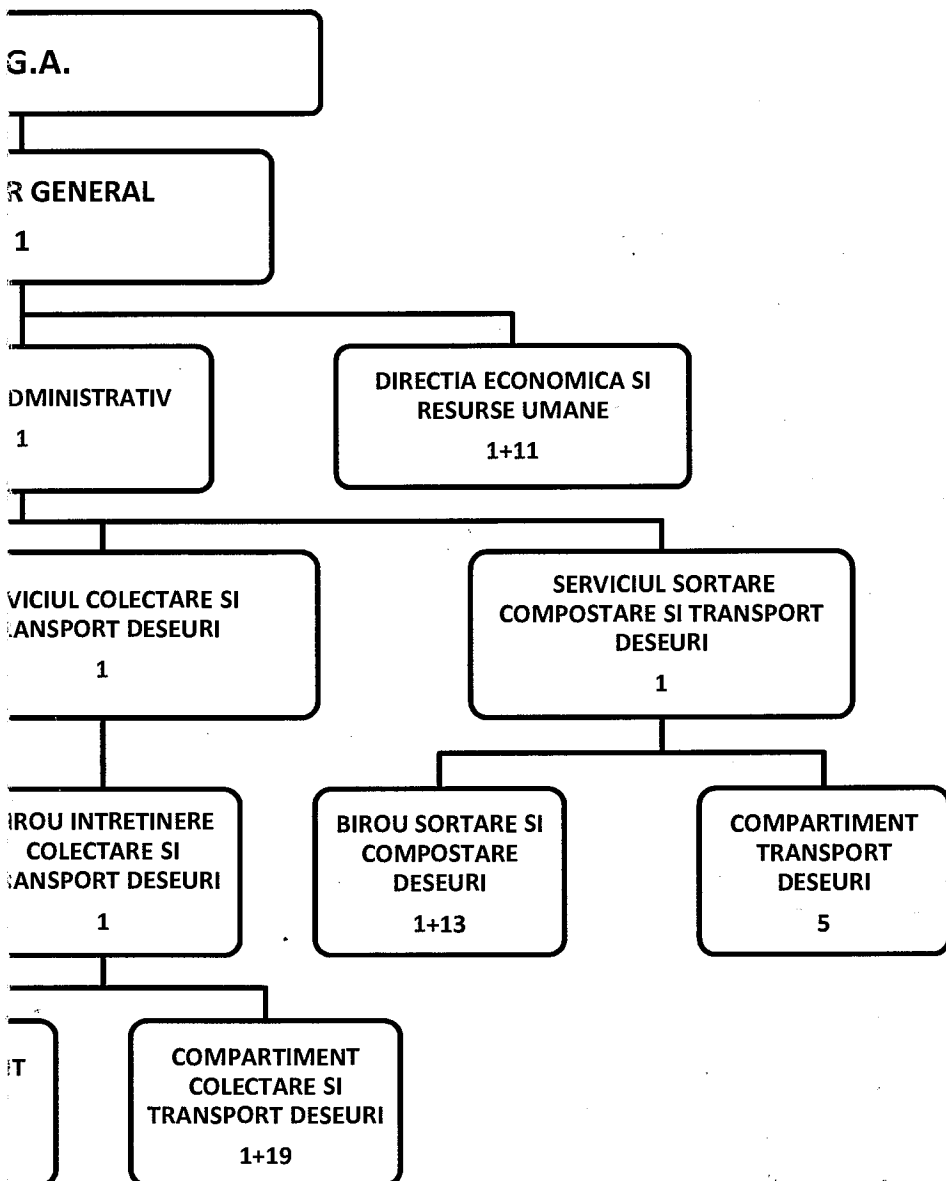 G.A.
R GENERAL
1
DMINISTRATIV
1
DIRECTIA ECONOMICA SI
RESURSE UMANE
1+11
VICIUL COLECTARE SI
ANSPORT DESEURI
1
SERVICIUL SORTARE
COMPOSTARE SI TRANSPORT
DESEURI
1
IROU INTRETINERE
COLECTARE SI
RANSPORT DESEURI
1
BIROU SORTARE SI
COMPOSTARE
DESEURI
1+13
COMPARTIMENT
TRANSPORT
DESEURI
5
T
COMPARTIMENT
COLECTARE SI
TRANSPORT DESEURI
1+19